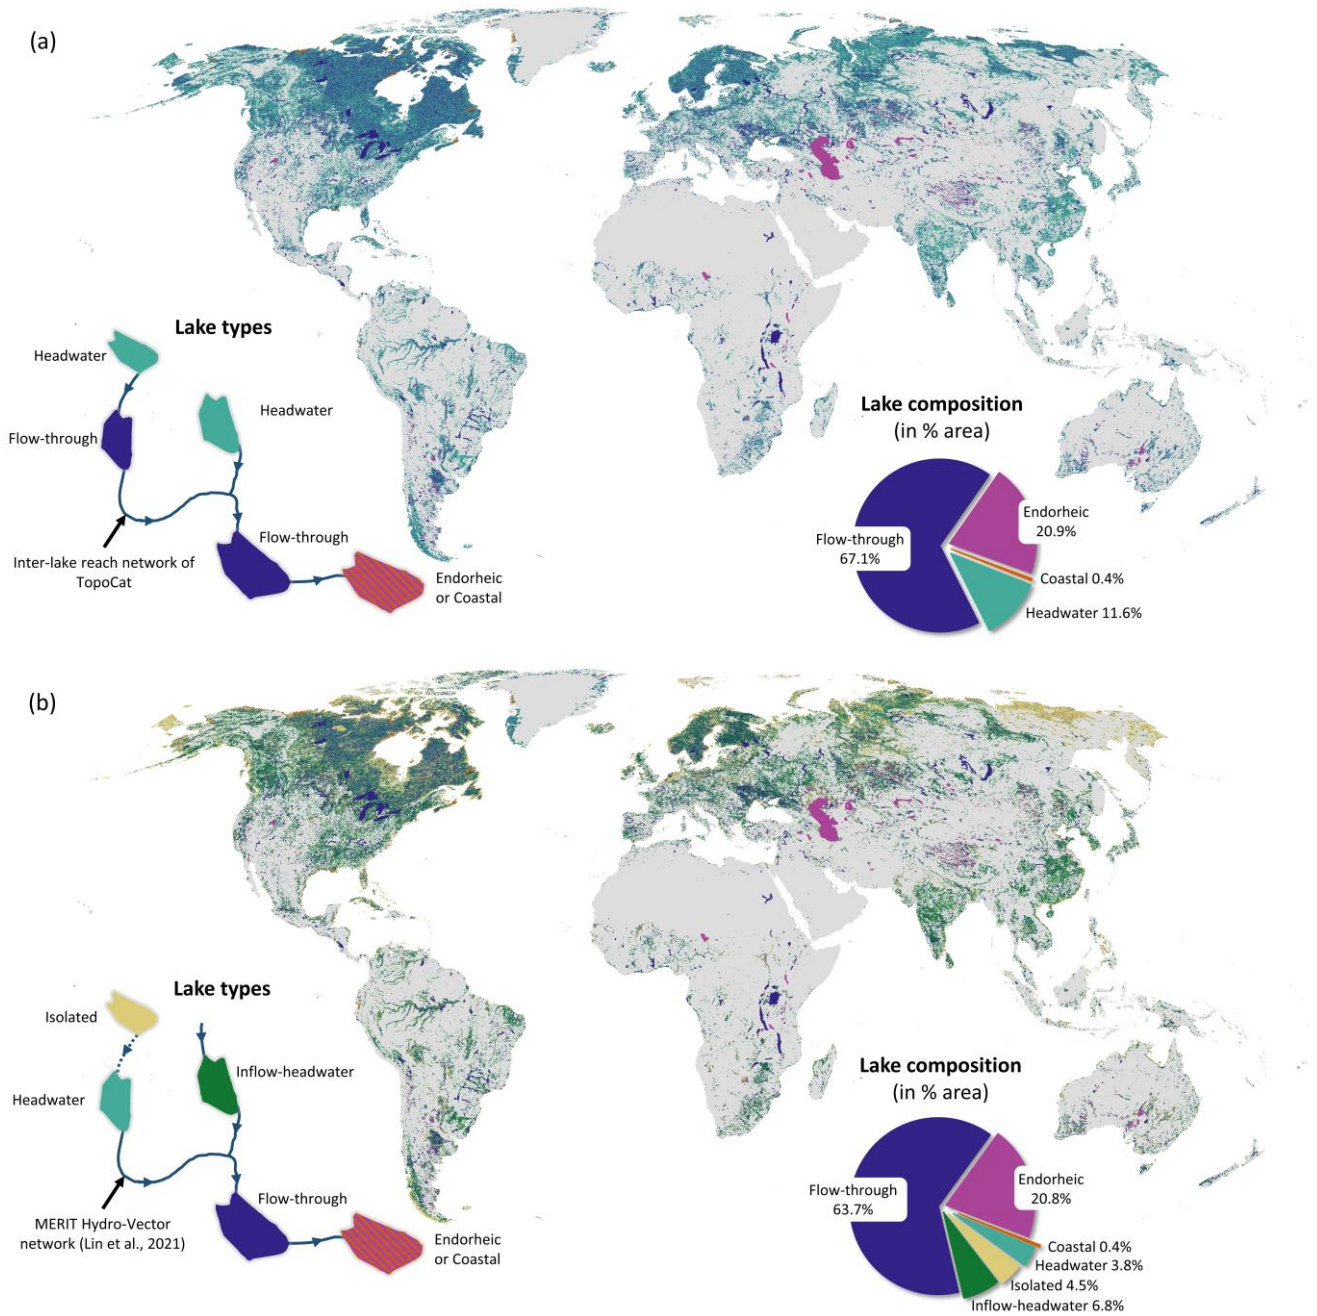 (a)
Lake types
Headwater
Headwater
Flow-through
Flow-through
Inter-lake reach network of
TopoCat
Endorheic
or Coastal
Lake composition
(in % area)
Flow-through
67.1%
Endorheic
20.9%
Coastal 0.4%
Headwater 11.6%
(b)
Lake types
Isolated
Inflow-headwater
Headwater
Flow-through
MERIT Hydro-Vector
network (Lin et al., 2021)
Endorheic
or Coastal
Lake composition
(in % area)
Flow-through
63.7%
Endorheic
20.8%
Coastal 0.4%
Headwater 3.8%
Isolated 4.5%
Inflow-headwater 6.8%